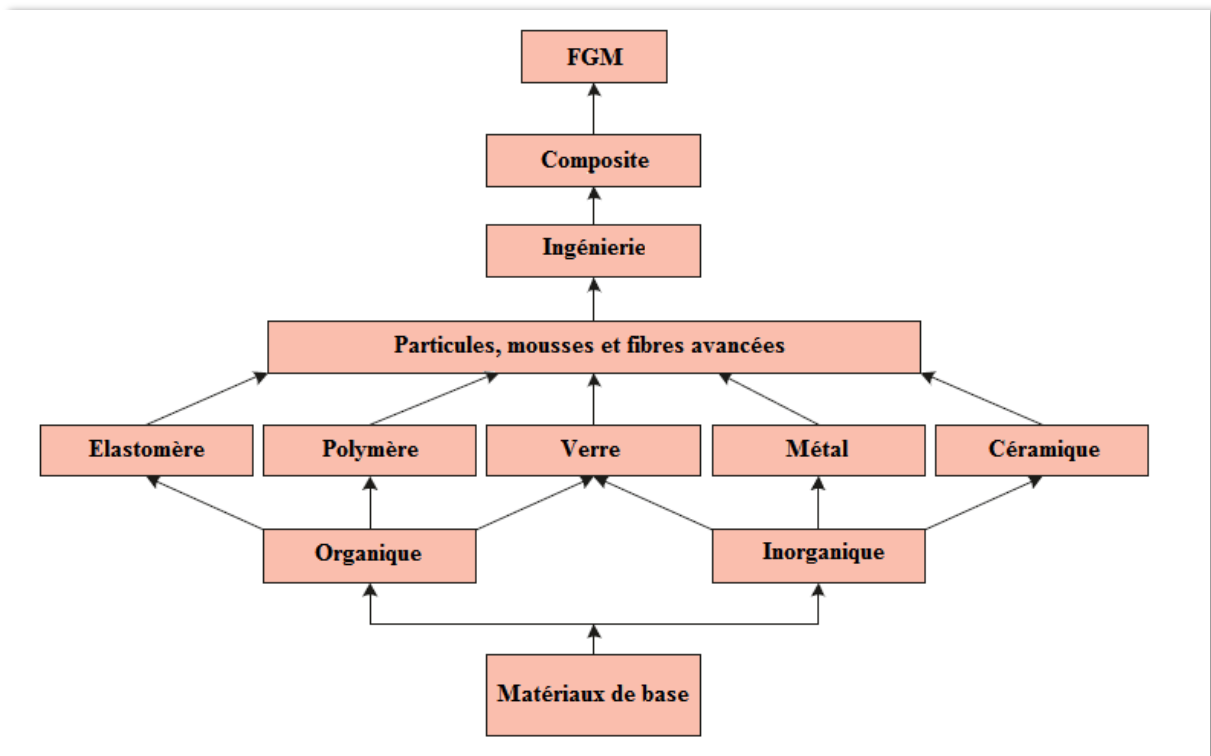 FGM
Composite
Ingénierie
Particules, mousses et fibres avancées
Elastomère
Polymère
Verre
Métal
Céramique
Organique
Inorganique
Matériaux de base